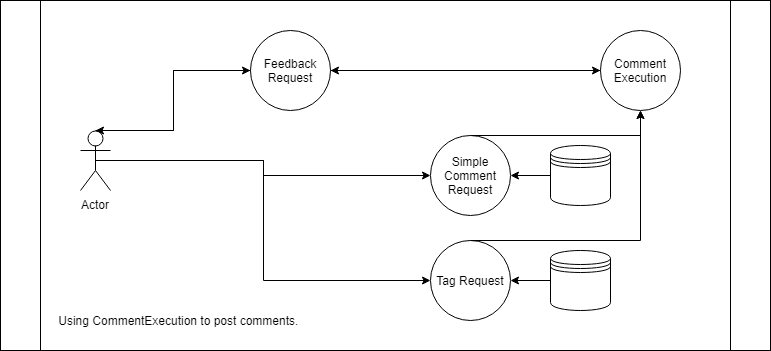 Feedback
Request
Comment
Execution
Simple
Comment
Request
Actor
Tag Request
Using CommentExecution to post comments.